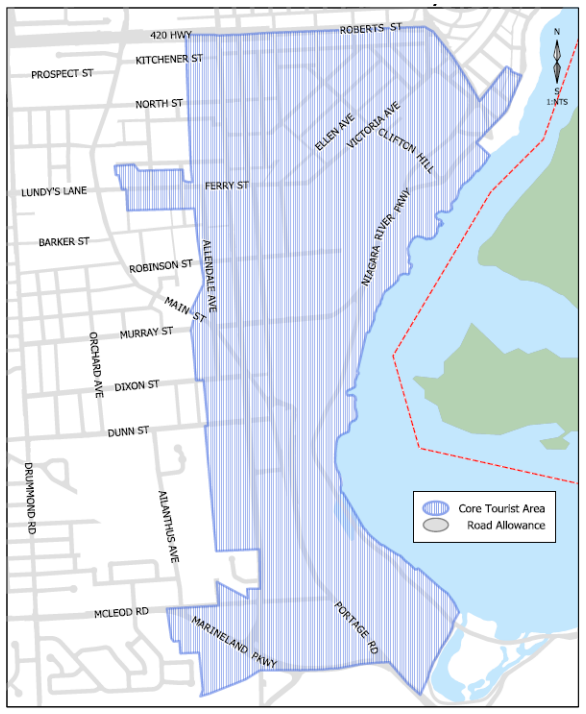 ROBERTS ST
420 HWY
N
KITCHENER ST
PROSPECT ST
S
1:NTS
NORTH ST
ELLEN AVE
VICTORIA AVE
CLIFTON HILL
LUNDY'S LANE
FERRY ST
NIAGARA RIVER PKWY
BARKER ST
ALLENDALE AVE
ROBINSON ST
MAIN ST
MURRAY ST
ORCHARD AVE
DIXON ST
DUNN ST
DRUMMOND RD
AILANTHUS AVE
Core Tourist Area
Road Allowance
MCLEOD RD
PORTAGE RD
MARINELAND PKWY